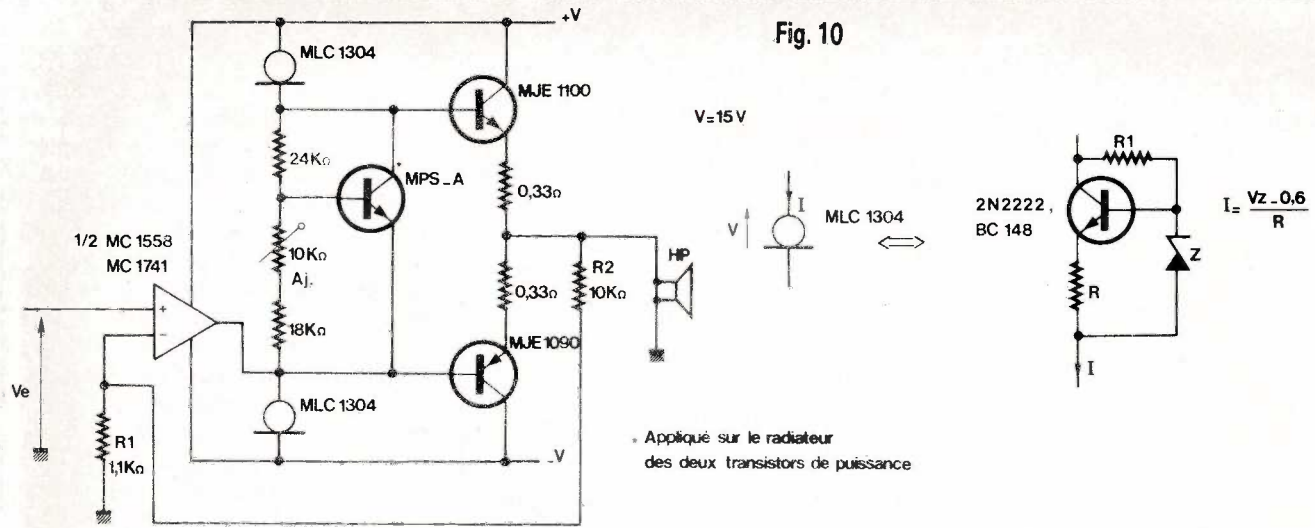 Fig. 10
+V
MLC 1304
MJE 1100
24KΩ
MPS_A
0,33Ω
1/2 MC 1558
MC 1741
10KΩ
Aj.
18KΩ
+
−
Ve
R1
1,1KΩ
0,33Ω
R2
10KΩ
HP
MJE 1090
MLC 1304
_V
V=15V
I
V
MLC 1304
2N2222,
BC 148
R1
Z
R
I
I= Vz_0,6
R
. Appliqué sur le radiateur
des deux transistors de puissance